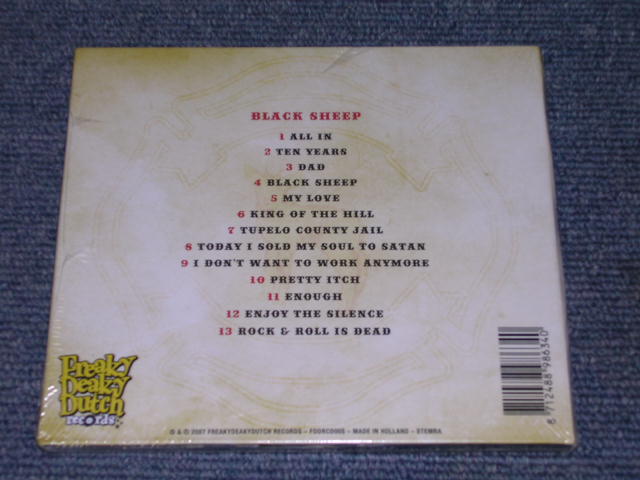 BLACK SHEEP
1 ALL IN
2 TEN YEARS
3 DAD
4 BLACK SHEEP
5 MY LOVE
6 KING OF THE HILL
7 TUPELO COUNTY JAIL
8 TODAY I SOLD MY SOUL TO SATAN
9 I DON'T WANT TO WORK ANYMORE
10 PRETTY ITCH
11 ENOUGH
12 ENJOY THE SILENCE
13 ROCK & ROLL IS DEAD
Freaky
Deaky
Dutch
records
℗ & © 2007 FREAKYDEAKYDUTCH RECORDS – FDDRCD005 – MADE IN HOLLAND – STEMRA
8 712488 986340